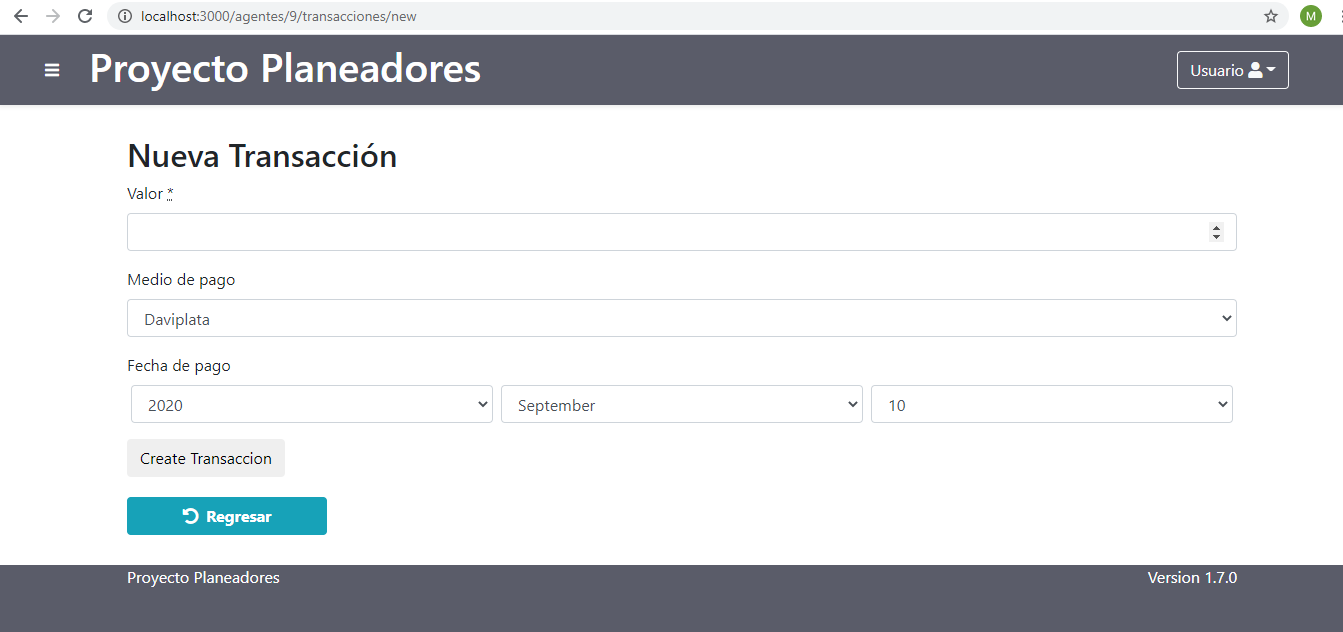 localhost:3000/agentes/9/transacciones/new
M
Proyecto Planeadores
Usuario
Nueva Transacción
Valor *
Medio de pago
Daviplata
Fecha de pago
2020 September 10
Create Transaccion
Regresar
Proyecto Planeadores Version 1.7.0